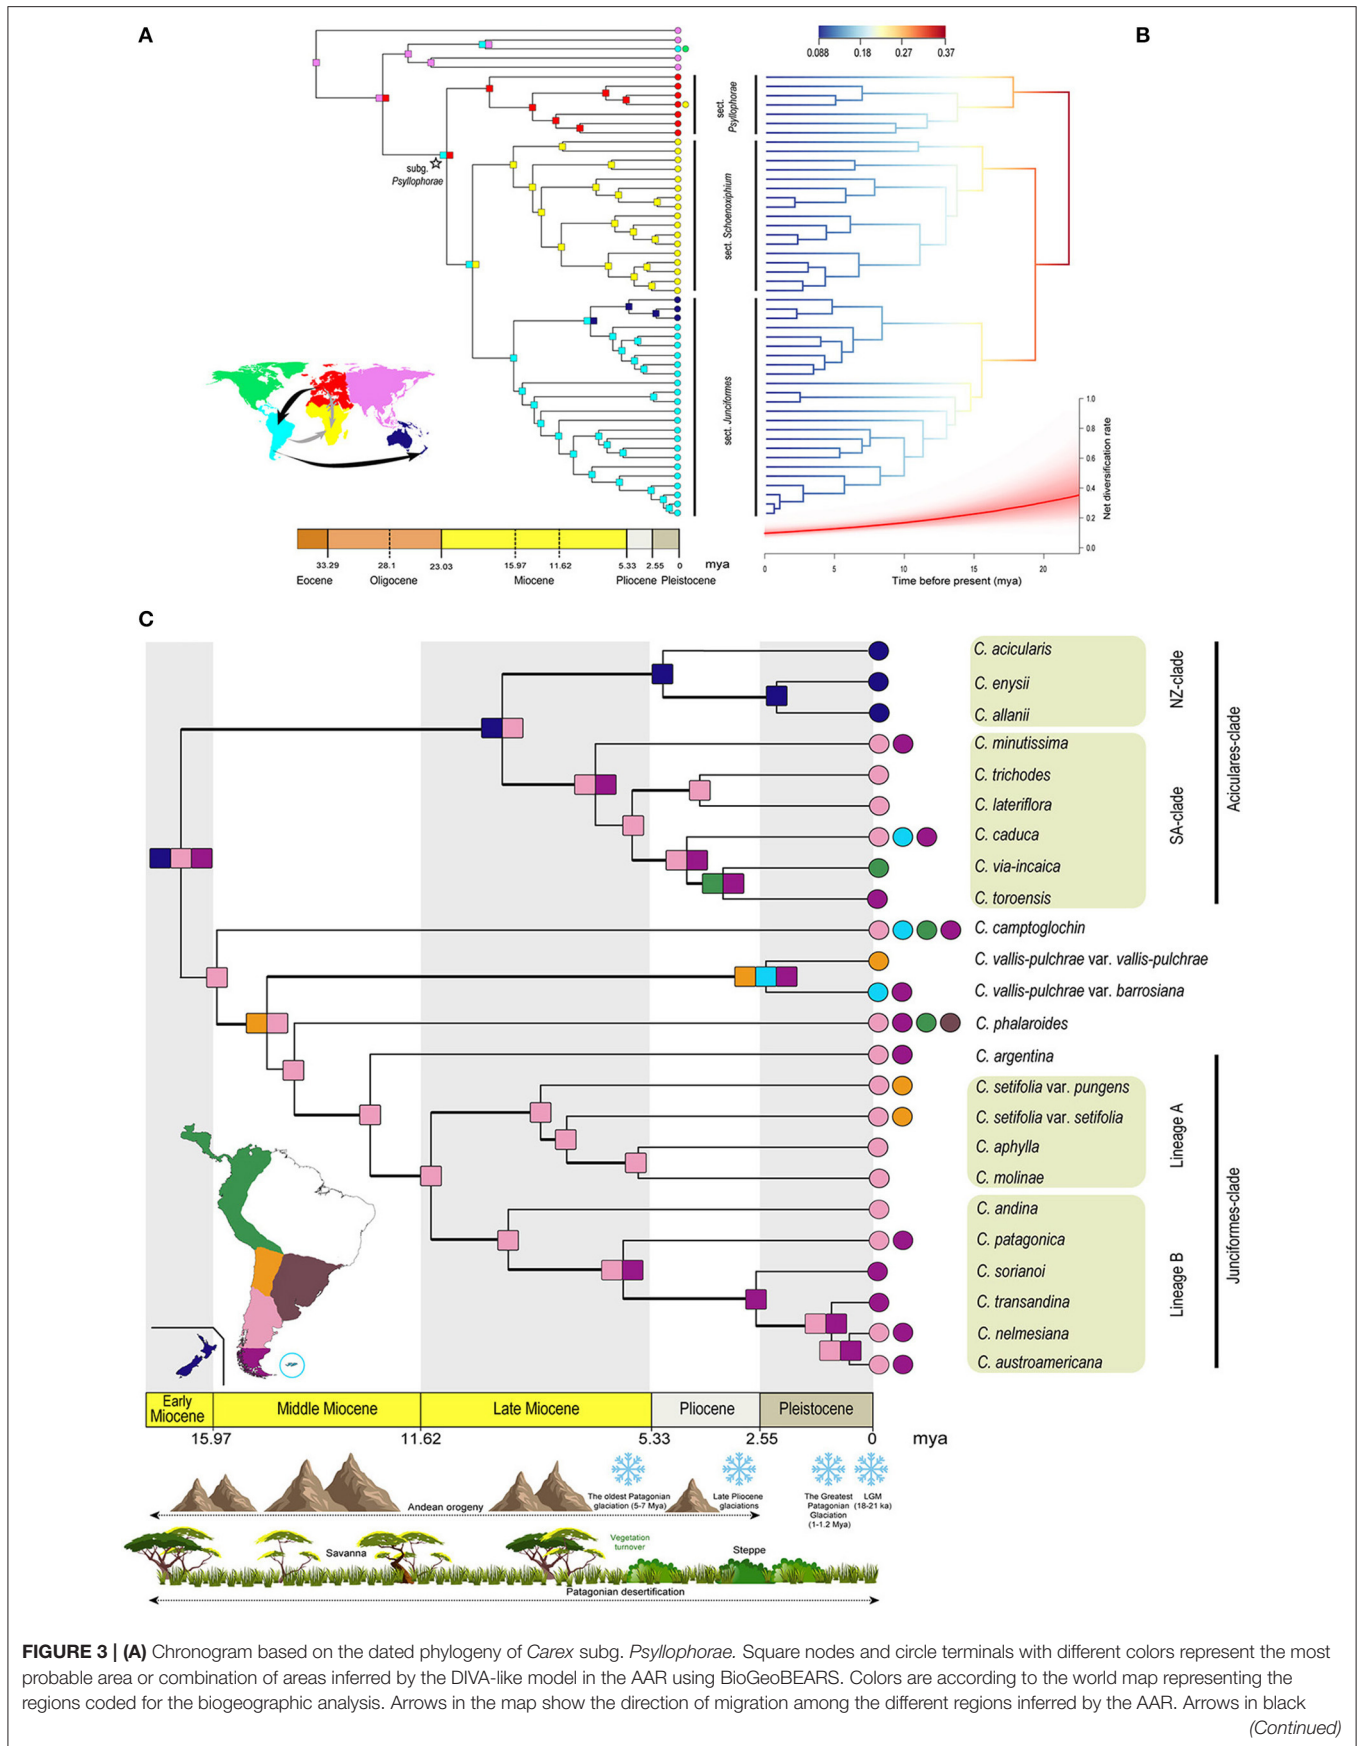 A
B
0.088
0.18
0.27
0.37
sect.
Psyllophorae
subg.
Psyllophorae
sect. Schoenoxiphium
sect. Junciformes
1.0
0.8
0.6
0.4
0.2
0.0
Net diversification rate
33.29
28.1
23.03
15.97
11.62
5.33
2.55
0
mya
Eocene
Oligocene
Miocene
Pliocene
Pleistocene
0
5
10
15
20
Time before present (mya)
C
C. acicularis
C. enysii
C. allanii
C. minutissima
C. trichodes
C. lateriflora
C. caduca
C. via-incaica
C. toroensis
C. camptoglochin
C. vallis-pulchrae var. vallis-pulchrae
C. vallis-pulchrae var. barrosiana
C. phalaroides
C. argentina
C. setifolia var. pungens
C. setifolia var. setifolia
C. aphylla
C. molinae
C. andina
C. patagonica
C. sorianoi
C. transandina
C. nelmesiana
C. austroamericana
NZ-clade
SA-clade
Aciculares-clade
Lineage A
Lineage B
Junciformes-clade
Early
Miocene
Middle Miocene
Late Miocene
Pliocene
Pleistocene
15.97
11.62
5.33
2.55
0
mya
Andean orogeny
The oldest Patagonian
glaciation (5-7 Mya)
Late Pliocene
glaciations
The Greatest
Patagonian
Glaciation
(1-1.2 Mya)
LGM
(18-21 ka)
Savanna
Vegetation
turnover
Steppe
Patagonian desertification
FIGURE 3 | (A) Chronogram based on the dated phylogeny of Carex subg. Psyllophorae. Square nodes and circle terminals with different colors represent the most
probable area or combination of areas inferred by the DIVA-like model in the AAR using BioGeoBEARS. Colors are according to the world map representing the
regions coded for the biogeographic analysis. Arrows in the map show the direction of migration among the different regions inferred by the AAR. Arrows in black
(Continued)